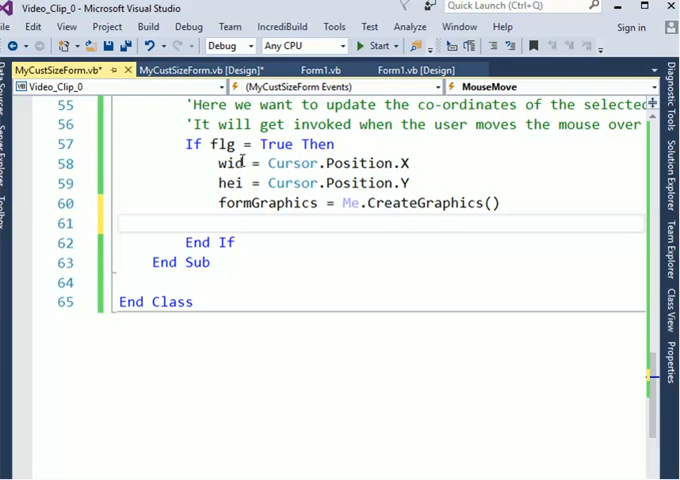 Video_Clip_0 - Microsoft Visual Studio
Quick Launch (Ctrl+Q)
File Edit View Project Build Debug Team IncrediBuild Tools Test Analyze Window Help
Sign in
Debug Any CPU Start
MyCustSizeForm.vb* MyCustSizeForm.vb [Design]* Form1.vb Form1.vb [Design]
Video_Clip_0 (MyCustSizeForm Events) MouseMove
55 'Here we want to update the co-ordinates of the selected
56 'It will get invoked when the user moves the mouse over
57 If flg = True Then
58 wid = Cursor.Position.X
59 hei = Cursor.Position.Y
60 formGraphics = Me.CreateGraphics()
61
62 End If
63 End Sub
64
65 End Class
Data Sources
Server Explorer
Toolbox
Diagnostic Tools
Solution Explorer
Team Explorer
Class View
Properties